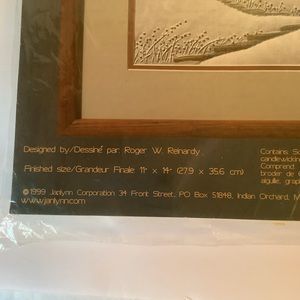 Designed by/Dessiné par: Roger W. Reinardy
Finished size/Grandeur Finale: 11" x 14" (27.9 x 35.6 cm)
©1999 Janlynn Corporation 34 Front Street, PO Box 51848, Indian Orchard, M
www.janlynn.com
Contains:
candlewicking
Comprend
broder de
aiguille, grap